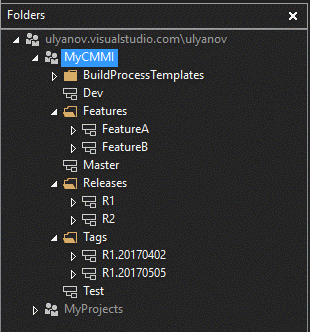 Folders
ulyanov.visualstudio.com\ulyanov
MyCMMI
BuildProcessTemplates
Dev
Features
FeatureA
FeatureB
Master
Releases
R1
R2
Tags
R1.20170402
R1.20170505
Test
MyProjects